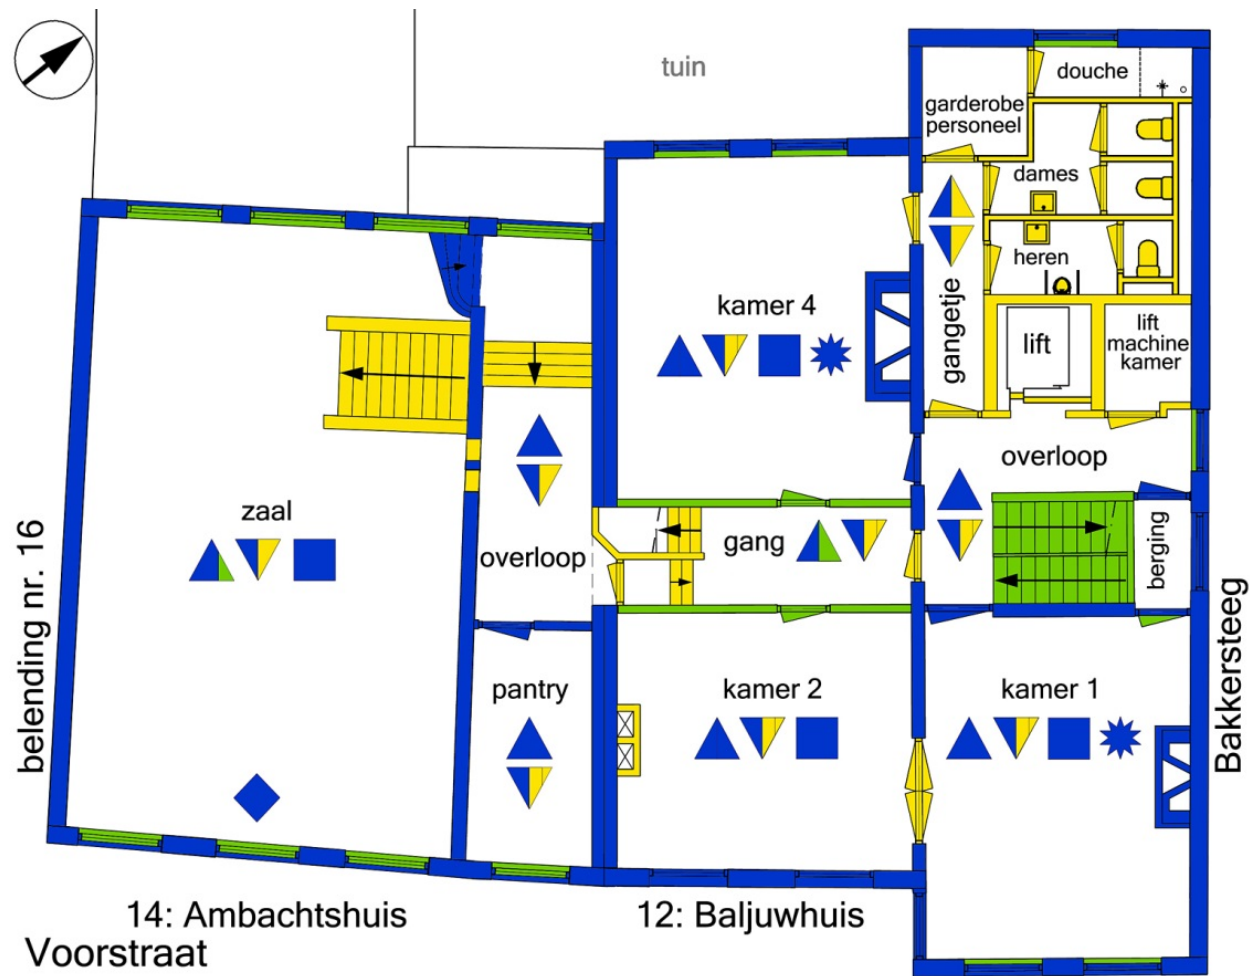 tuin
douche
garderobe
personeel
dames
heren
gangetje
kamer 4
lift
lift
machine
kamer
overloop
zaal
overloop
gang
berging
pantry
kamer 2
kamer 1
belending nr. 16
Bakkersteeg
14: Ambachtshuis
12: Baljuwhuis
Voorstraat